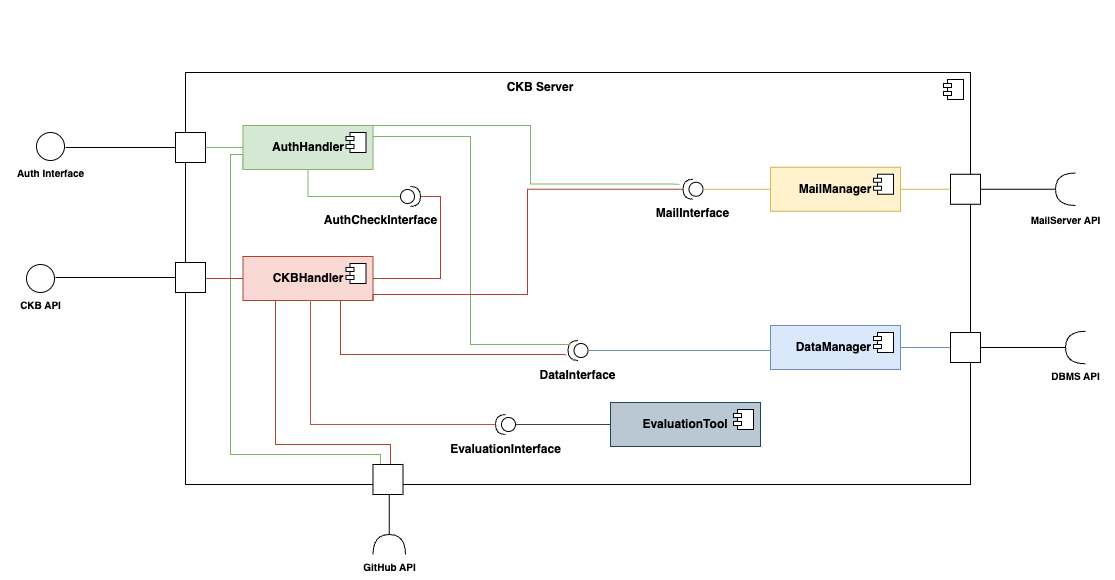 CKB Server
AuthHandler
Auth Interface
MailManager
AuthCheckInterface
MailInterface
MailServer API
CKBHandler
CKB API
DataManager
DataInterface
DBMS API
EvaluationTool
EvaluationInterface
GitHub API